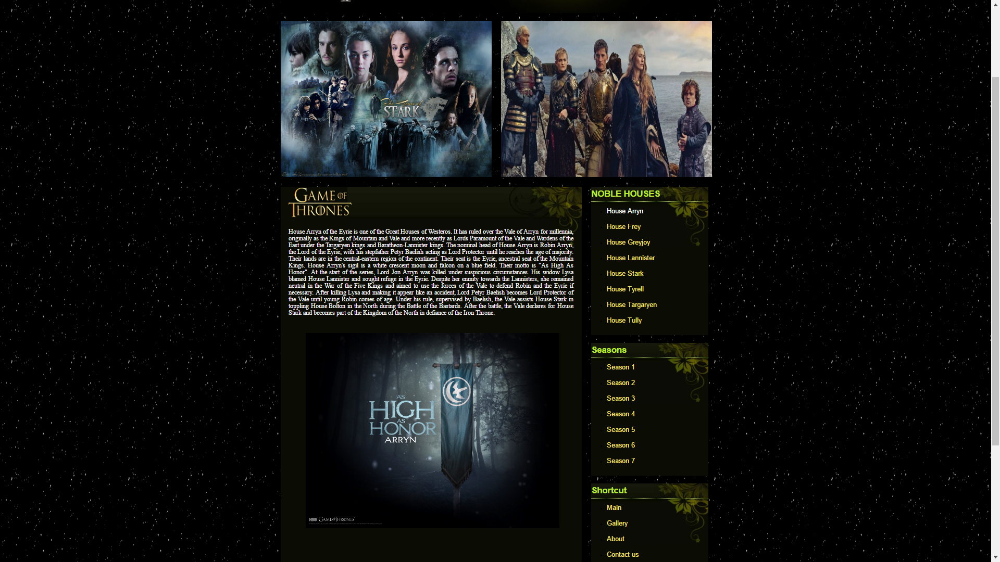 The House of
STARK
WINTER IS COMING
GAME OF
THRONES
House Arryn of the Eyrie is one of the Great Houses of Westeros. It has ruled over the Vale of Arryn for millennia,
originally as the Kings of Mountain and Vale and more recently as Lords Paramount of the Vale and Wardens of the
East under the Targaryen kings and Baratheon-Lannister kings. The nominal head of House Arryn is Robin Arryn,
the Lord of the Eyrie, with his stepfather Petyr Baelish acting as Lord Protector until he reaches the age of majority.
Their lands are in the central-eastern region of the continent. Their seat is the Eyrie, ancestral seat of the Mountain
Kings. House Arryn's sigil is a white crescent moon and falcon on a blue field. Their motto is "As High As
Honor". At the start of the series, Lord Jon Arryn was killed under suspicious circumstances. His widow Lysa
blamed House Lannister and sought refuge in the Eyrie. Despite her enmity towards the Lannisters, she remained
neutral in the War of the Five Kings and aimed to use the forces of the Vale to defend Robin and the Eyrie if
necessary. After killing Lysa and making it appear like an accident, Lord Petyr Baelish becomes Lord Protector of
the Vale until young Robin comes of age. Under his rule, supervised by Baelish, the Vale assists House Stark in
toppling House Bolton in the North during the Battle of the Bastards. After the battle, the Vale declares for House
Stark and becomes part of the Kingdom of the North in defiance of the Iron Throne.
AS
HIGH
AS
HONOR
ARRYN
HBO GAME OF THRONES
NOBLE HOUSES
House Arryn
House Frey
House Greyjoy
House Lannister
House Stark
House Tyrell
House Targaryen
House Tully
Seasons
Season 1
Season 2
Season 3
Season 4
Season 5
Season 6
Season 7
Shortcut
Main
Gallery
About
Contact us